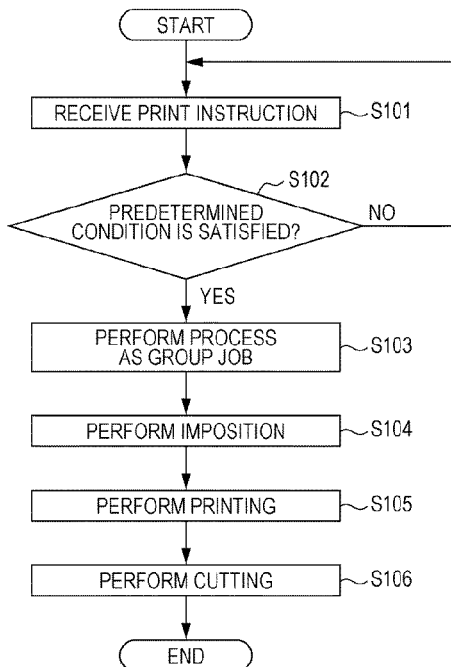 START
RECEIVE PRINT INSTRUCTION
S101
S102
PREDETERMINED
CONDITION IS SATISFIED?
NO
YES
PERFORM PROCESS
AS GROUP JOB
S103
PERFORM IMPOSITION
S104
PERFORM PRINTING
S105
PERFORM CUTTING
S106
END